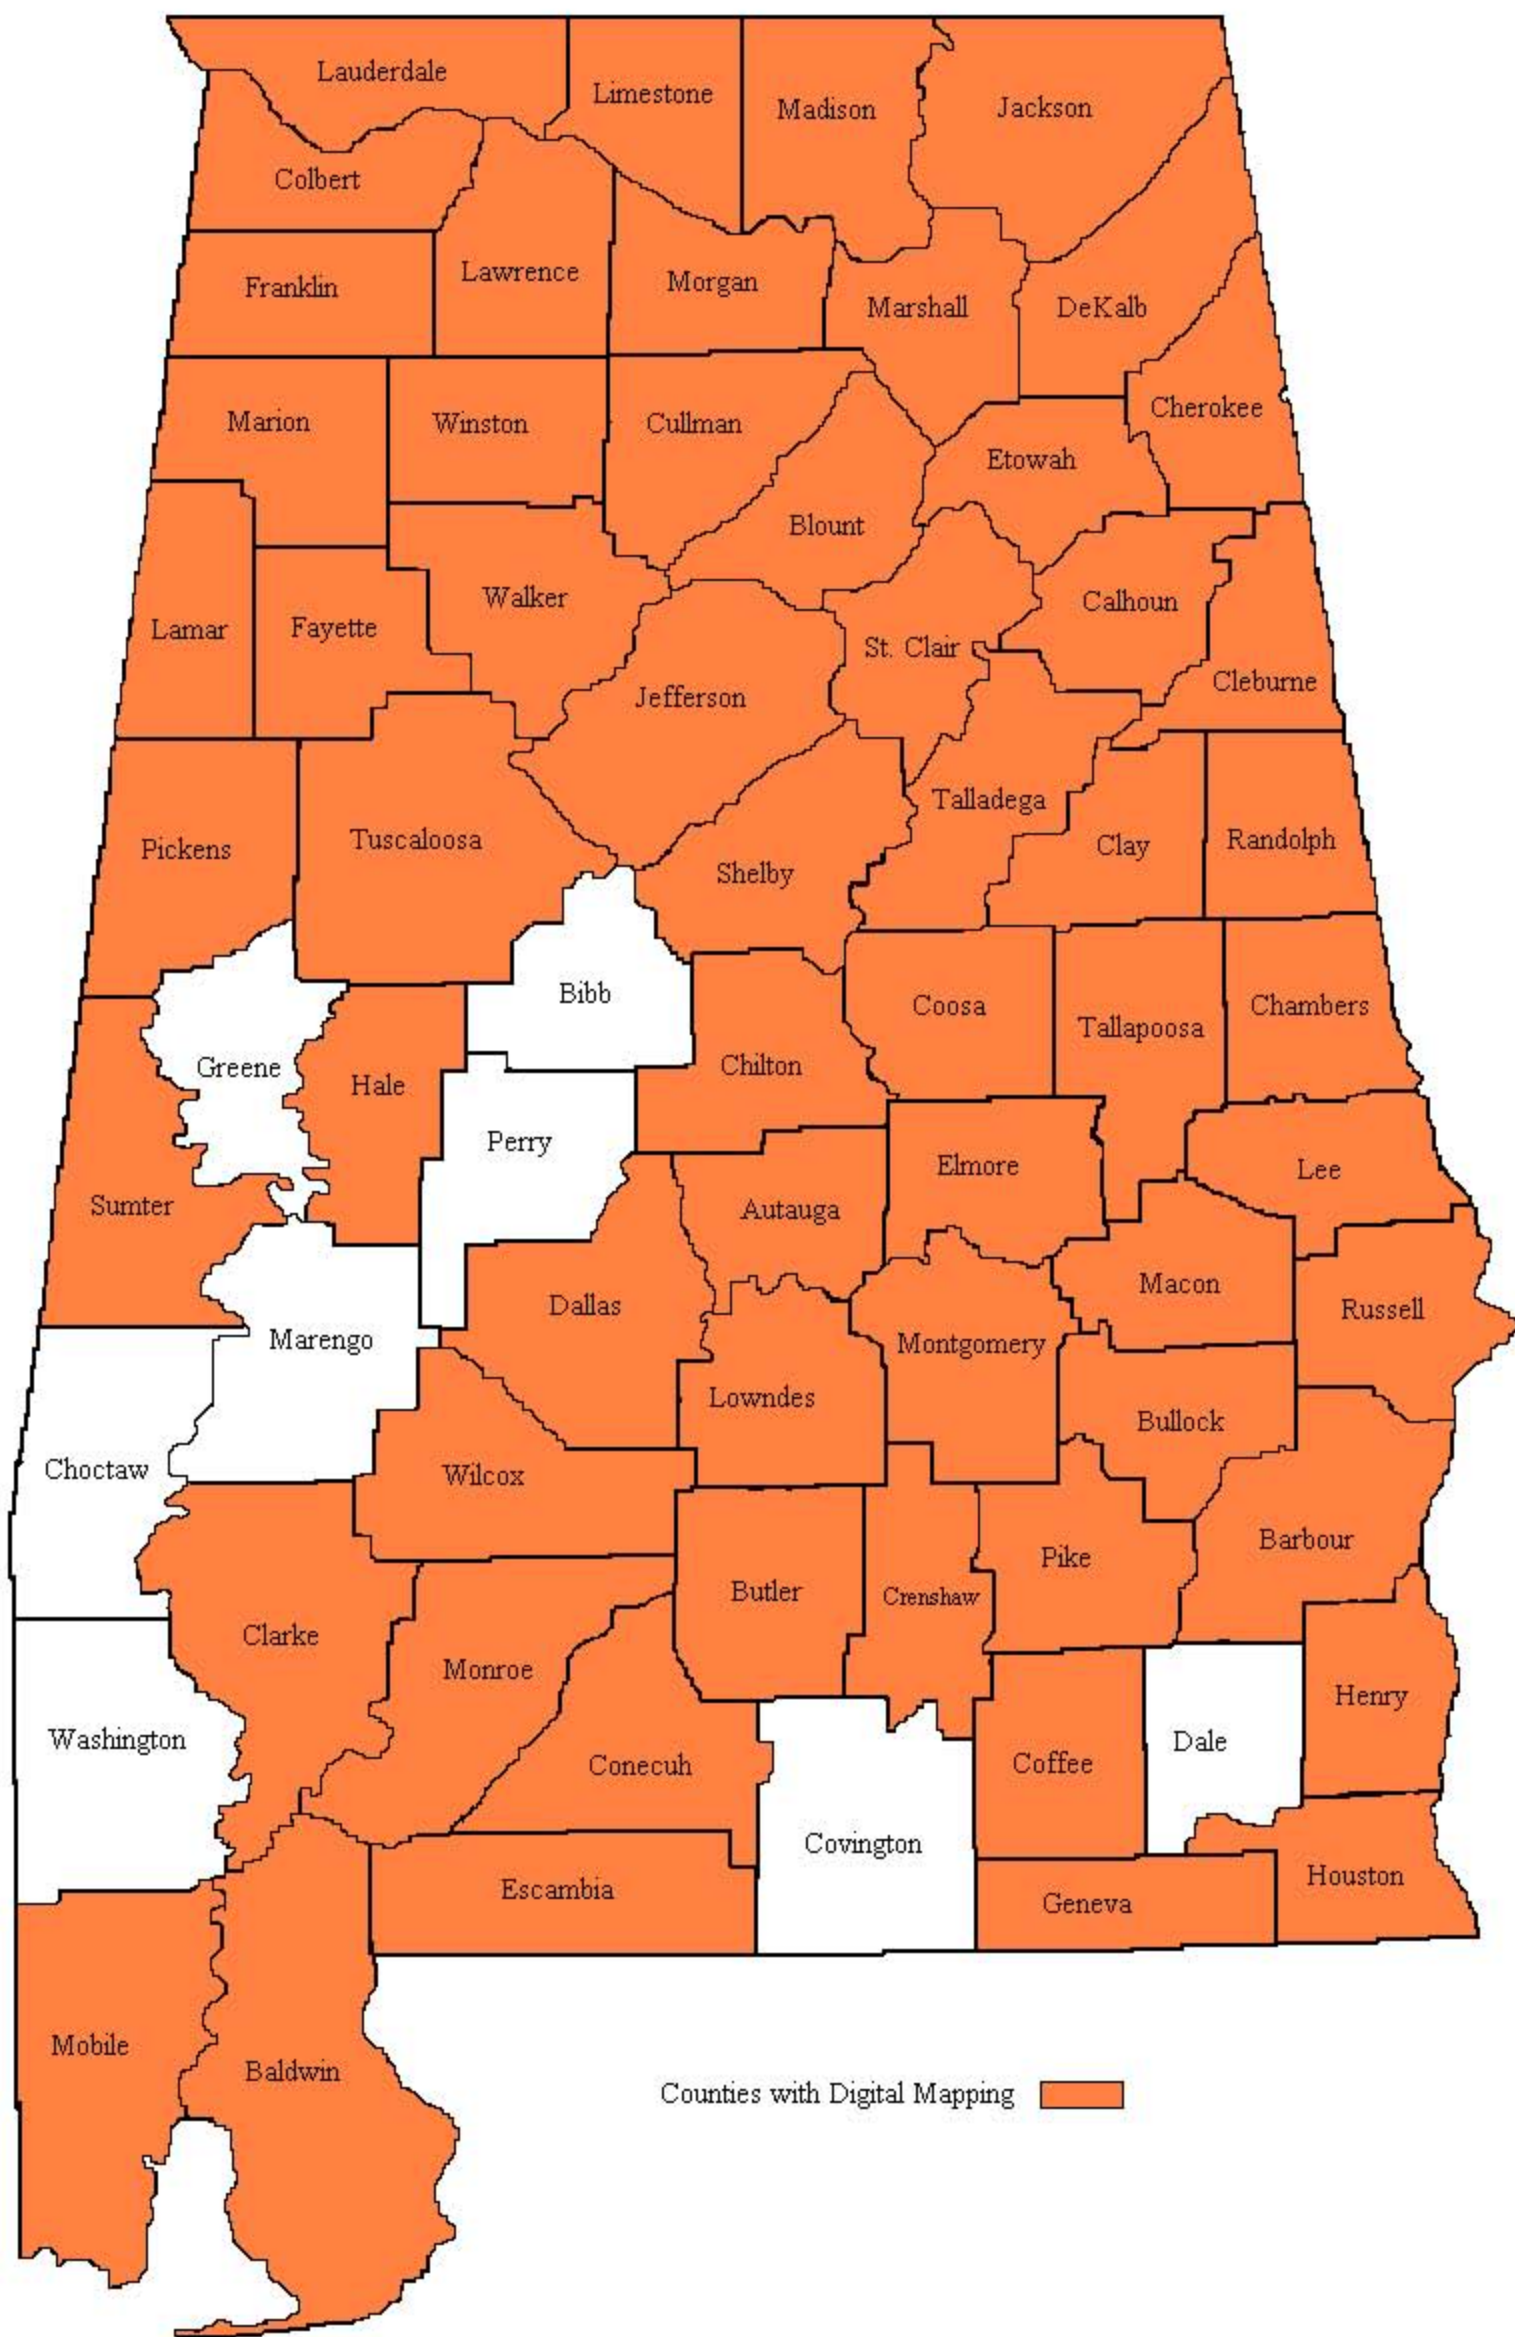 Lauderdale
Limestone
Madison
Jackson
Colbert
Franklin
Lawrence
Morgan
Marshall
DeKalb
Marion
Winston
Cullman
Cherokee
Etowah
Blount
Lamar
Fayette
Walker
Calhoun
St. Clair
Jefferson
Cleburne
Pickens
Tuscaloosa
Talladega
Shelby
Clay
Randolph
Bibb
Coosa
Tallapoosa
Chambers
Greene
Hale
Chilton
Perry
Elmore
Lee
Sumter
Autauga
Macon
Dallas
Russell
Marengo
Montgomery
Lowndes
Bullock
Choctaw
Wilcox
Barbour
Pike
Butler
Crenshaw
Clarke
Monroe
Henry
Washington
Dale
Conecuh
Coffee
Covington
Houston
Escambia
Geneva
Mobile
Baldwin
Counties with Digital Mapping